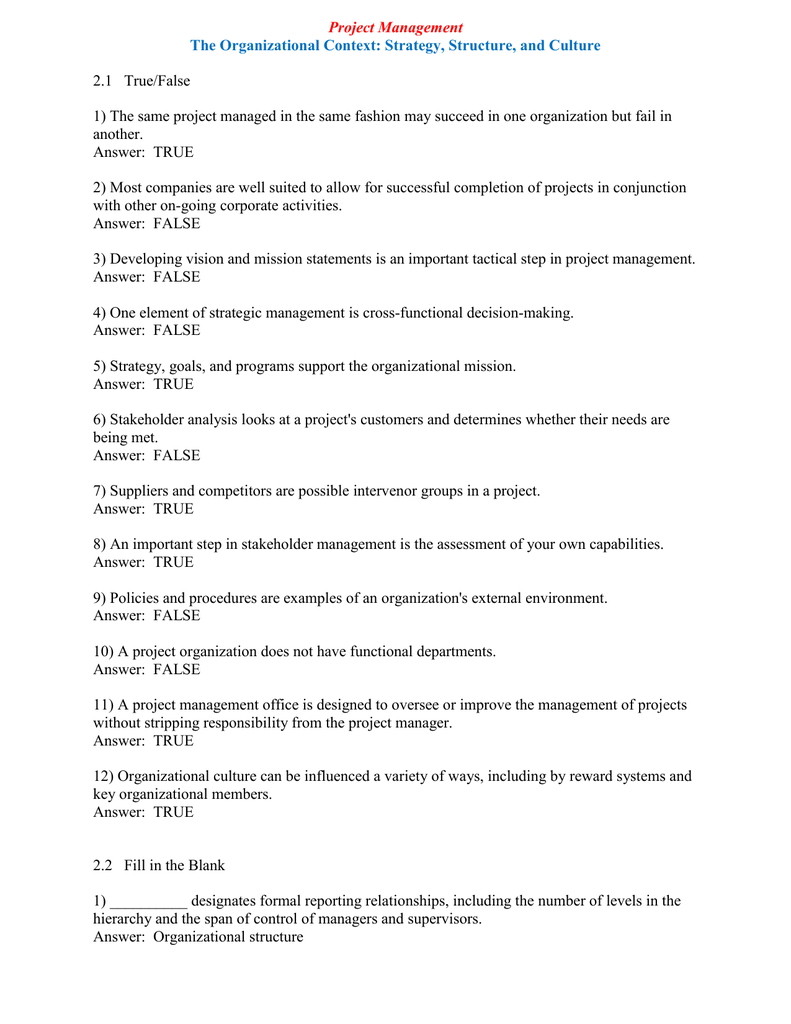 Project Management
The Organizational Context: Strategy, Structure, and Culture
2.1 True/False
1) The same project managed in the same fashion may succeed in one organization but fail in
another.
Answer: TRUE
2) Most companies are well suited to allow for successful completion of projects in conjunction
with other on-going corporate activities.
Answer: FALSE
3) Developing vision and mission statements is an important tactical step in project management.
Answer: FALSE
4) One element of strategic management is cross-functional decision-making.
Answer: FALSE
5) Strategy, goals, and programs support the organizational mission.
Answer: TRUE
6) Stakeholder analysis looks at a project's customers and determines whether their needs are
being met.
Answer: FALSE
7) Suppliers and competitors are possible intervenor groups in a project.
Answer: TRUE
8) An important step in stakeholder management is the assessment of your own capabilities.
Answer: TRUE
9) Policies and procedures are examples of an organization's external environment.
Answer: FALSE
10) A project organization does not have functional departments.
Answer: FALSE
11) A project management office is designed to oversee or improve the management of projects
without stripping responsibility from the project manager.
Answer: TRUE
12) Organizational culture can be influenced a variety of ways, including by reward systems and
key organizational members.
Answer: TRUE
2.2 Fill in the Blank
1) __________ designates formal reporting relationships, including the number of levels in the
hierarchy and the span of control of managers and supervisors.
Answer: Organizational structure